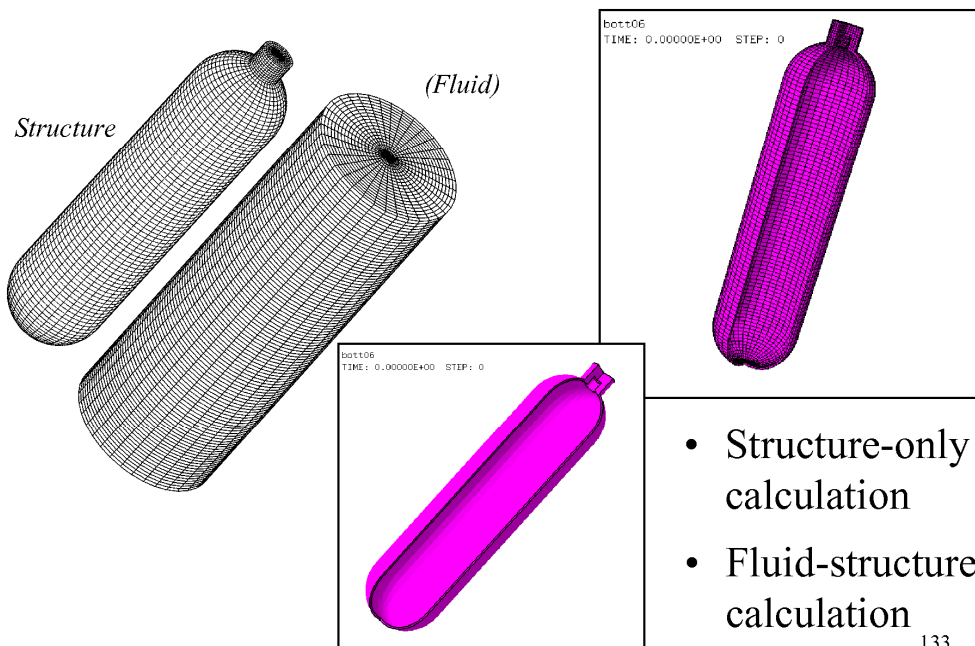 Structure
(Fluid)
bott06
TIME: 0.00000E+00 STEP: 0
bott06
TIME: 0.00000E+00 STEP: 0
• Structure-only
calculation
• Fluid-structure
calculation
133